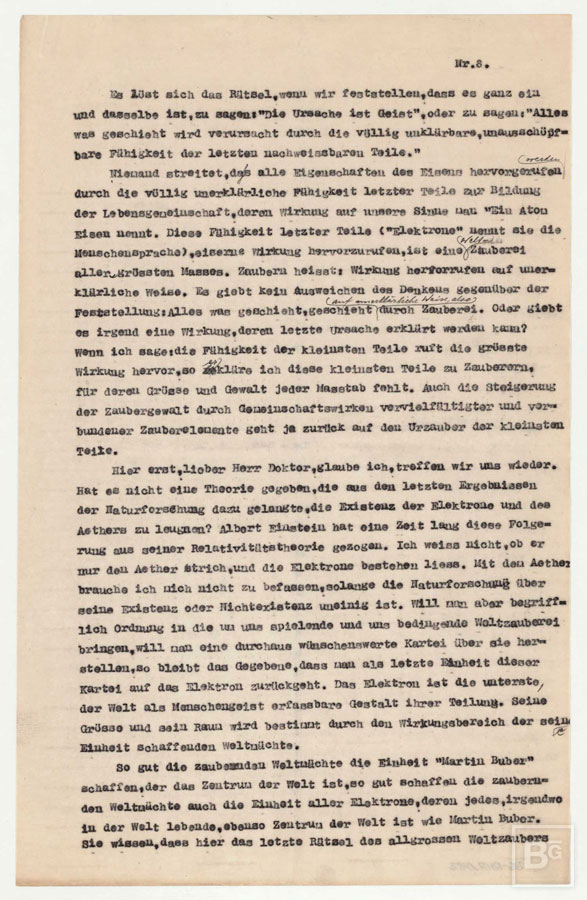 Nr.8.
Es löst sich das Rätsel,wenn wir feststellen,dass es ganz ein
und dasselbe ist,zu sagen:"Die Ursache ist Geist",oder zu sagen:"Alles
was geschieht wird verursacht durch die völlig unklärbare,unausschöpf=
bare Fähigkeit der letzten nachweissbaren Teile."
werden
Niemand streitet,dass alle Eigenschaften des Eisens hervorgerufen
durch die völlig unerklärliche Fähigkeit letzter Teile zur Bildung
der Lebensgemeinschaft,deren Wirkung auf unsere Sinne man "Ein Atom
Eisen nennt. Diese Fähigkeit letzter Teile ("Elektrone" nennt sie die
Menschensprache),eiserne Wirkung hervorzurufen,ist eine Zauberei
allergrössten Masses. Zaubern heisst: Wirkung herforrufen auf uner=
klärliche Weise. Es giebt kein Ausweichen des Denkens gegenüber der
(auf unerklärliche Weise, also)
Feststellung:Alles was geschieht,geschieht durch Zauberei. Oder giebt
es irgend eine Wirkung,deren letzte Ursache erklärt werden kann?
Wenn ich sage:die Fähigkeit der kleinsten Teile ruft die grösste
Wirkung hervor,so erkläre ich diese kleinsten Teile zu Zauberern,
für deren Grösse und Gewalt jeder Masstab fehlt. Auch die Steigerung
der Zaubergewalt durch Gemeinschaftswirken vervielfältigter und ver=
bundener Zauberelemente geht ja zurück auf den Urzauber der kleinsten
Teile.
Hier erst,lieber Herr Doktor,glaube ich,treffen wir uns wieder.
Hat es nicht eine Theorie gegeben,die aus den letzten Ergebnissen
der Naturforschung dazu gelangte,die Existenz der Elektrone und des
Aethers zu leugnen? Albert Einstein hat eine Zeit lang diese Folge=
rung aus seiner Relativitätstheorie gezogen. Ich weiss nicht,ob er
nur den Aether strich,und die Elektrone bestehen liess. Mit dem Aether
brauche ich mich nicht zu befassen,solange die Naturforschung über
seine Existenz oder Nichtexistenz uneinig ist. Will man aber begriff=
lich Ordnung in die um uns spielende und uns bedingende Weltzauberei
bringen,will man eine durchaus wünschenswerte Kartei über sie her=
stellen,so bleibt das Gegebene,dass man als letzte Einheit dieser
Kartei auf das Elektron zurückgeht. Das Elektron ist die unterste,
der Welt als Menschengeist erfassbare Gestalt ihrer Teilung. Seine
Grösse und sein Raum wird bestimmt durch den Wirkungsbereich der seine
Einheit schaffenden Weltmächte.
So gut die zaubernden Weltmächte die Einheit "Martin Buber"
schaffen,der das Zentrum der Welt ist,so gut schaffen die zaubern=
den Weltmächte auch die Einheit aller Elektrone,deren jedes,irgendwo
in der Welt lebende,ebenso Zentrum der Welt ist wie Martin Buber.
Sie wissen,dass hier das letzte Rätsel des allgrossen Weltzaubers
BG